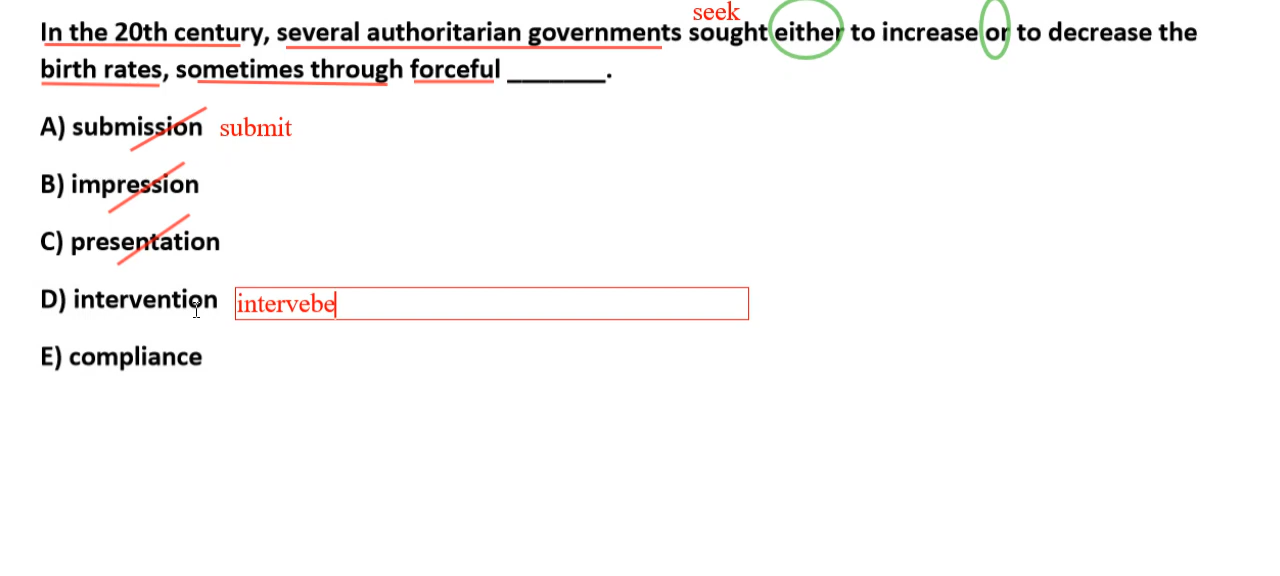 seek
In the 20th century, several authoritarian governments sought either to increase or to decrease the
birth rates, sometimes through forceful _______.
A) submission submit
B) impression
C) presentation
D) intervention intervebe
E) compliance